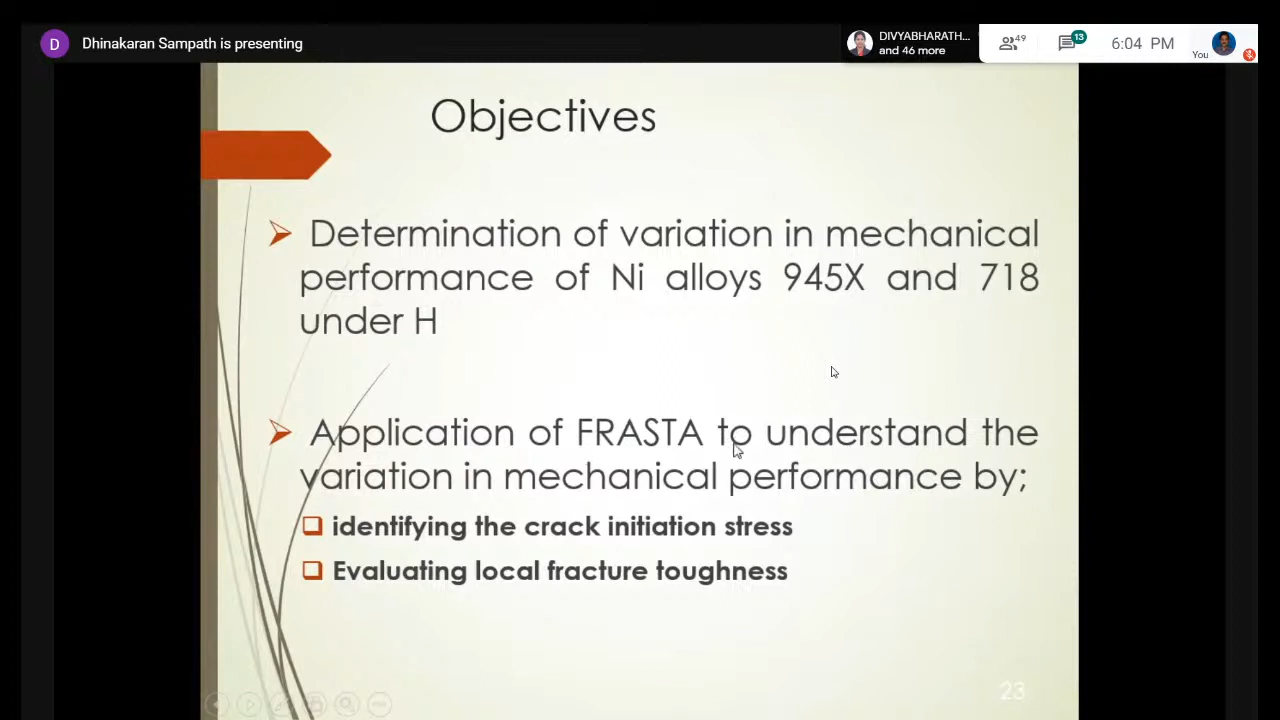 D
Dhinakaran Sampath is presenting
DIVYABHARATH...
and 46 more
49
13
6:04 PM
You
Objectives
Determination of variation in mechanical
performance of Ni alloys 945X and 718
under H
Application of FRASTA to understand the
variation in mechanical performance by;
identifying the crack initiation stress
Evaluating local fracture toughness
23